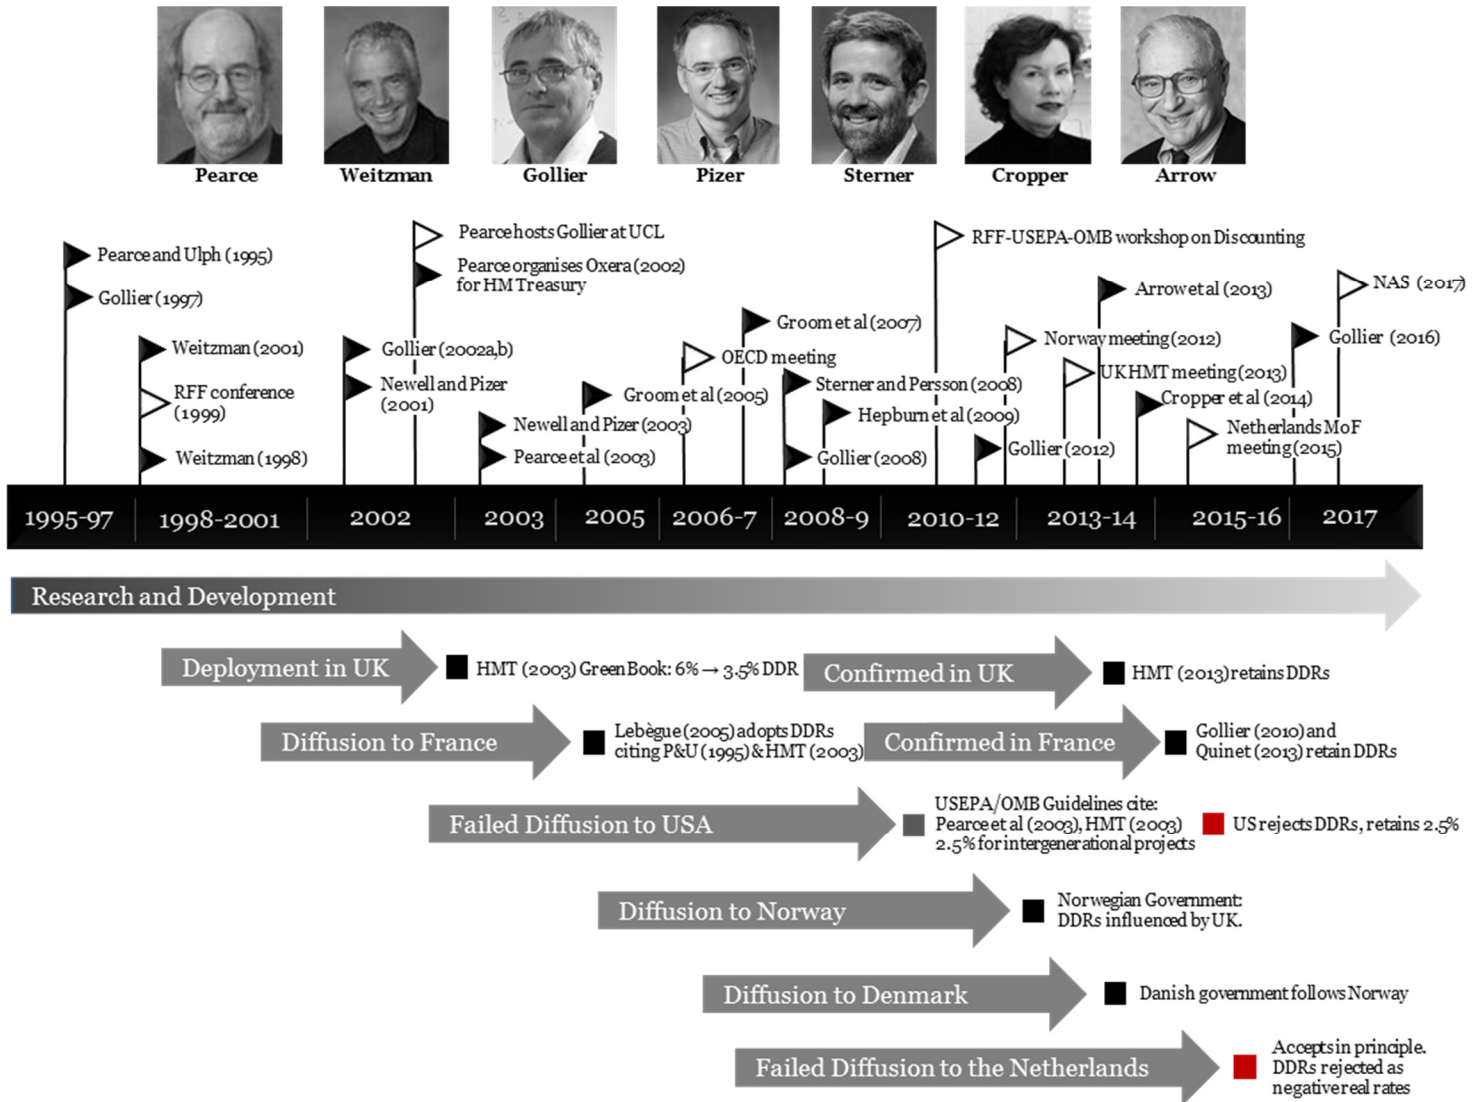 Pearce
Weitzman
Gollier
Pizer
Sterner
Cropper
Arrow
Pearce and Ulph (1995)
Gollier (1997)
Weitzman (2001)
RFF conference
(1999)
Weitzman (1998)
Pearce hosts Gollier at UCL
Pearce organises Oxera (2002)
for HM Treasury
Gollier (2002a,b)
Newell and Pizer
(2001)
Newell and Pizer (2003)
Pearce et al (2003)
Groom et al (2005)
OECD meeting
Groom et al (2007)
Sterner and Persson (2008)
Hepburn et al (2009)
Gollier (2008)
RFF-USEPA-OMB workshop on Discounting
Gollier (2012)
Norway meeting (2012)
UK HMT meeting (2013)
Arrow et al (2013)
Cropper et al (2014)
Netherlands MoF
meeting (2015)
Gollier (2016)
NAS (2017)
1995-97
1998-2001
2002
2003
2005
2006-7
2008-9
2010-12
2013-14
2015-16
2017
Research and Development
Deployment in UK
HMT (2003) Green Book: 6% → 3.5% DDR
Confirmed in UK
HMT (2013) retains DDRs
Diffusion to France
Lebègue (2005) adopts DDRs
citing P&U (1995) & HMT (2003)
Confirmed in France
Gollier (2010) and
Quinet (2013) retain DDRs
Failed Diffusion to USA
USEPA/OMB Guidelines cite:
Pearce et al (2003), HMT (2003)
2.5% for intergenerational projects
US rejects DDRs, retains 2.5%
Diffusion to Norway
Norwegian Government:
DDRs influenced by UK.
Diffusion to Denmark
Danish government follows Norway
Failed Diffusion to the Netherlands
Accepts in principle.
DDRs rejected as
negative real rates